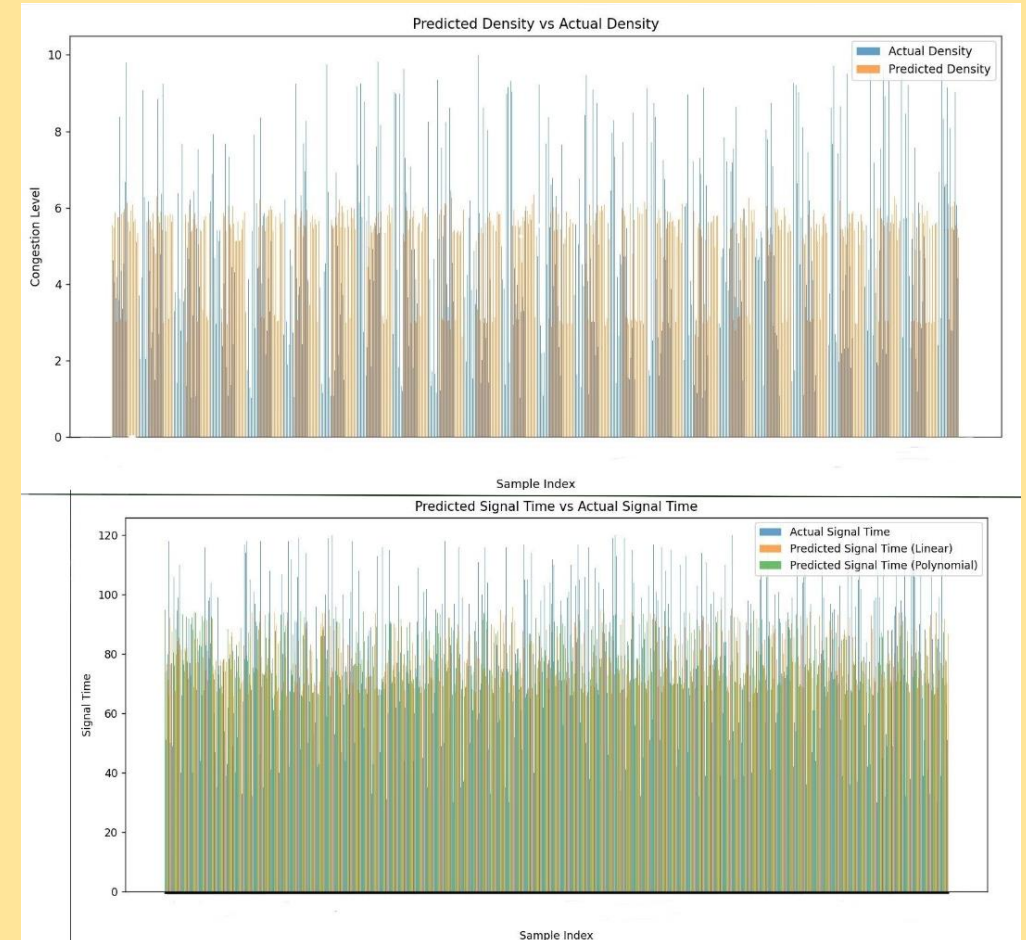 Predicted Density vs Actual Density
10
8
6
4
2
0
Congestion Level
Actual Density
Predicted Density
Sample Index
Predicted Signal Time vs Actual Signal Time
120
100
80
60
40
20
0
Signal Time
Actual Signal Time
Predicted Signal Time (Linear)
Predicted Signal Time (Polynomial)
Sample Index